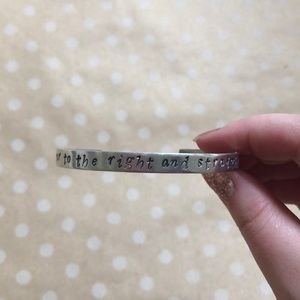 to the right and